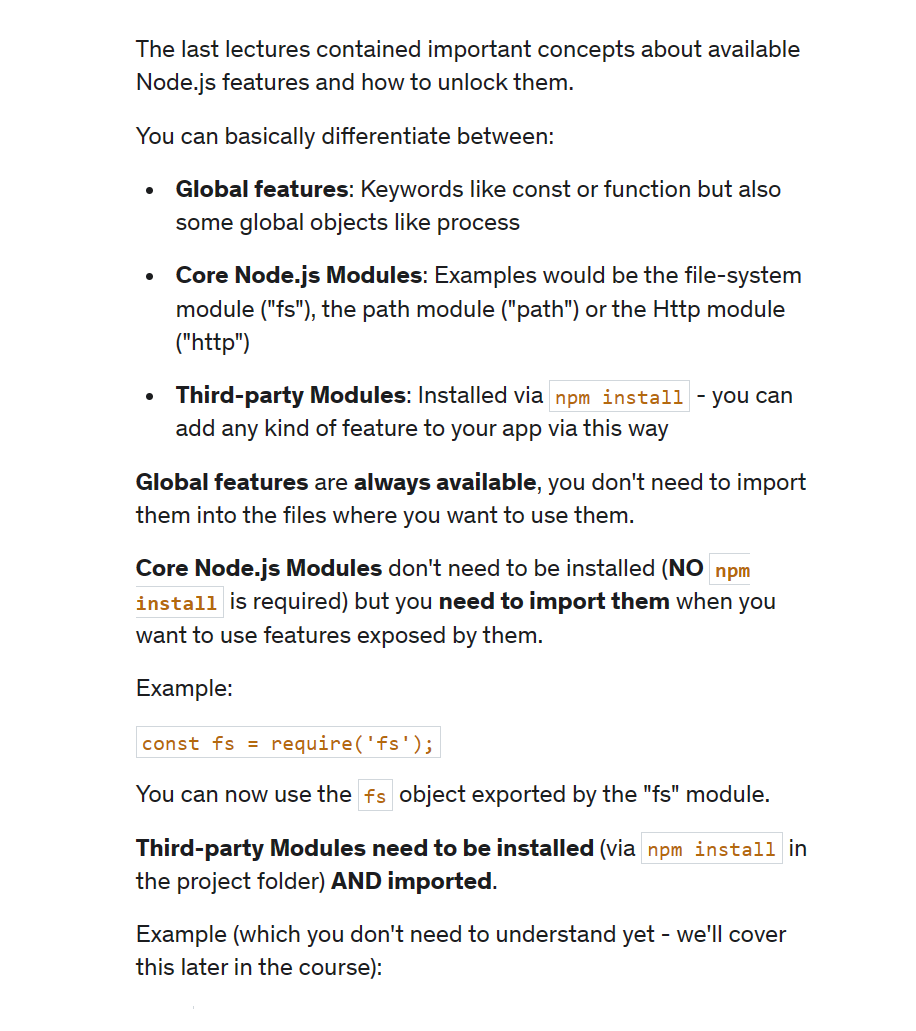 The last lectures contained important concepts about available
Node.js features and how to unlock them.
You can basically differentiate between:
• Global features: Keywords like const or function but also
some global objects like process
• Core Node.js Modules: Examples would be the file-system
module ("fs"), the path module ("path") or the Http module
("http")
• Third-party Modules: Installed via npm install - you can
add any kind of feature to your app via this way
Global features are always available, you don't need to import
them into the files where you want to use them.
Core Node.js Modules don't need to be installed (NO npm
install is required) but you need to import them when you
want to use features exposed by them.
Example:
const fs = require('fs');
You can now use the fs object exported by the "fs" module.
Third-party Modules need to be installed (via npm install in
the project folder) AND imported.
Example (which you don't need to understand yet - we'll cover
this later in the course):